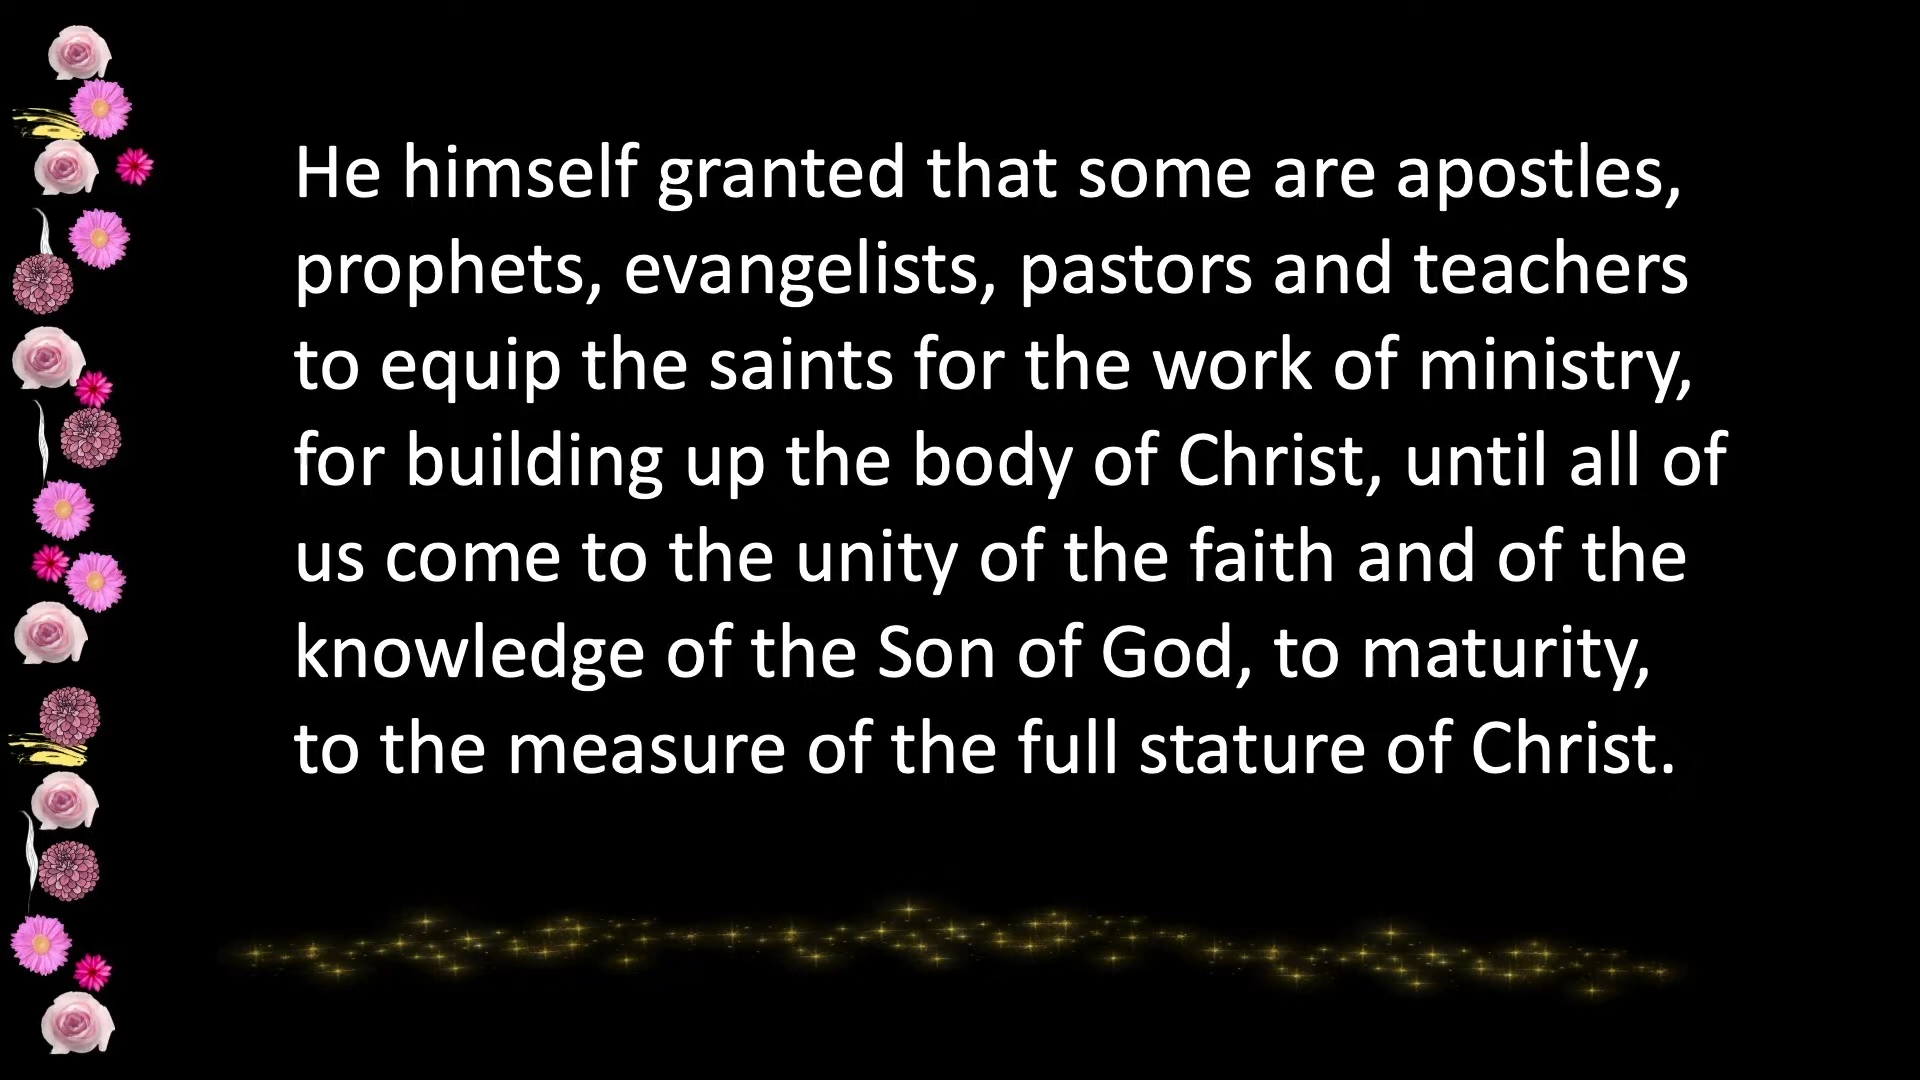 He himself granted that some are apostles,
prophets, evangelists, pastors and teachers
to equip the saints for the work of ministry,
for building up the body of Christ, until all of
us come to the unity of the faith and of the
knowledge of the Son of God, to maturity,
to the measure of the full stature of Christ.